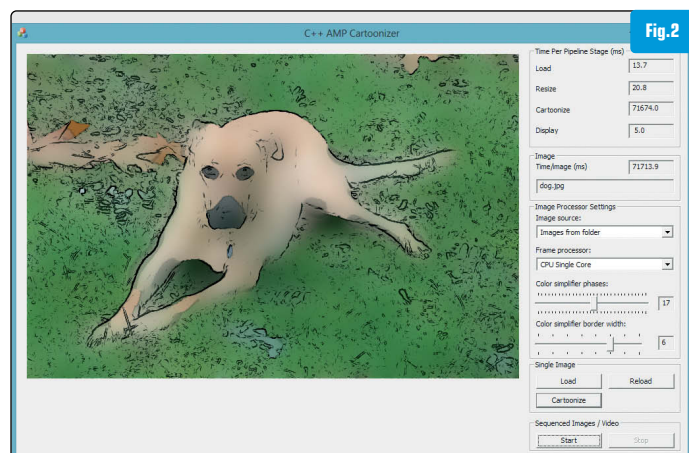 Fig.2
C++ AMP Cartoonizer
Time Per Pipeline Stage (ms)
Load 13.7
Resize 20.8
Cartoonize 71674.0
Display 5.0
Image
Time/image (ms) 71713.9
dog.jpg
Image Processor Settings
Image source:
Images from folder
Frame processor:
CPU Single Core
Color simplifier phases:
17
Color simplifier border width:
6
Single Image
Load Reload
Cartoonize
Sequenced Images / Video
Start Stop